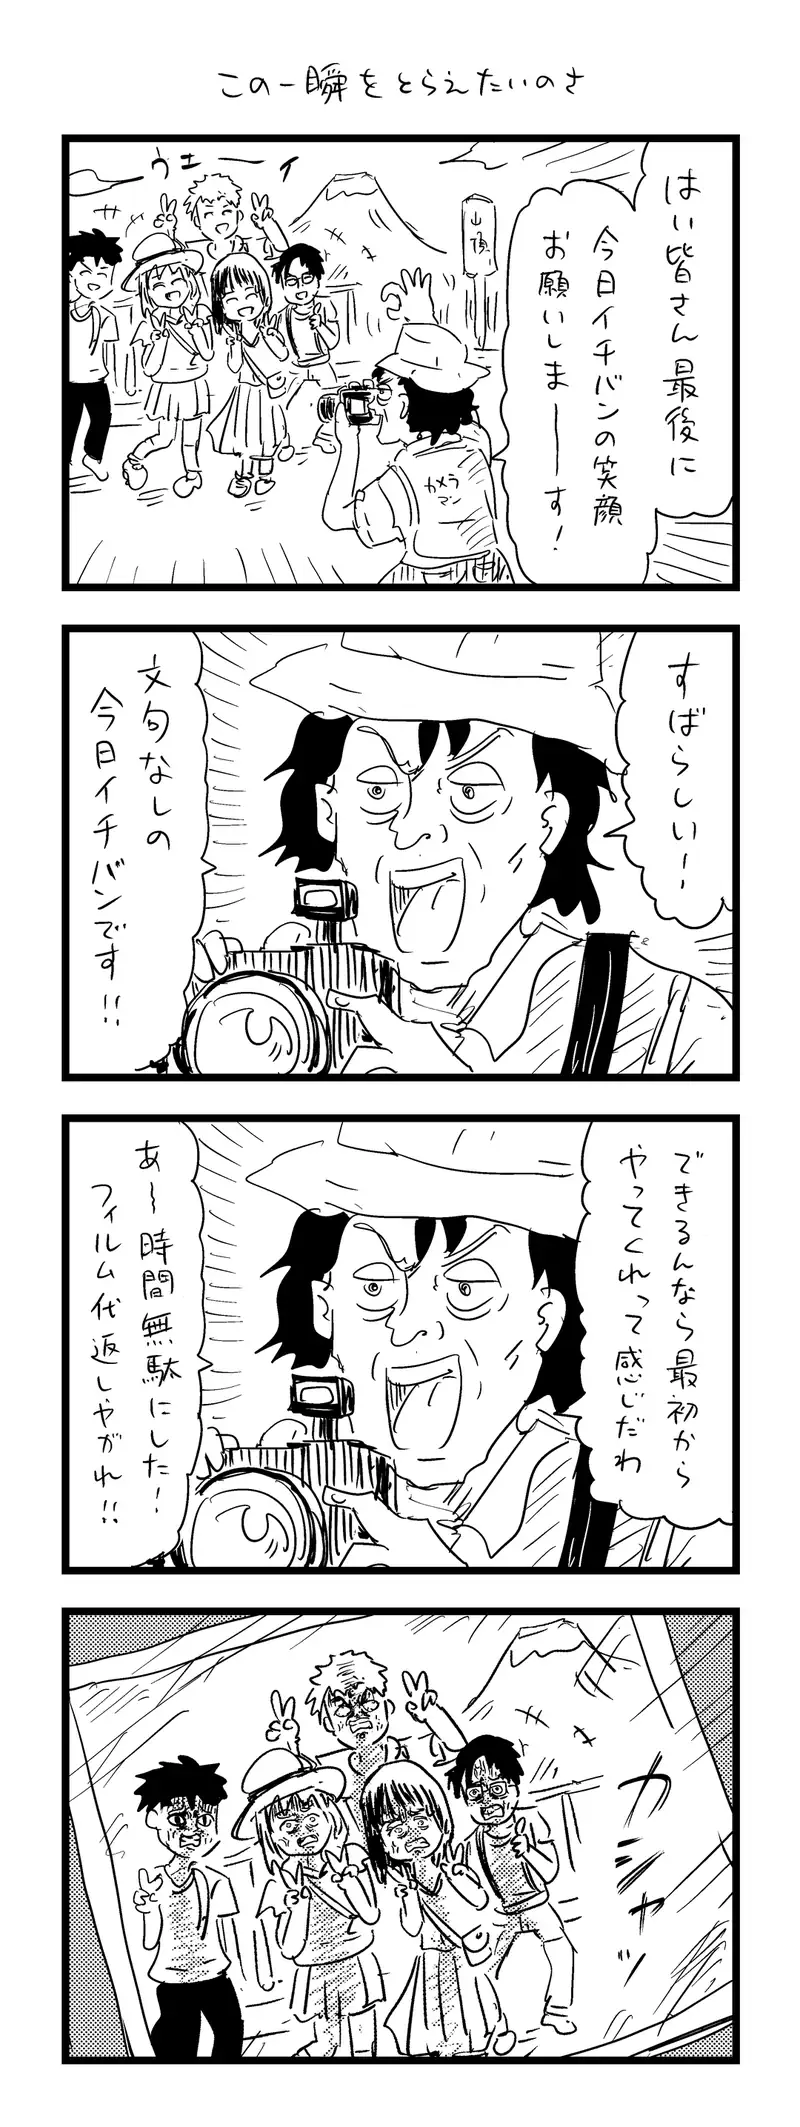 この一瞬をとらえたいのさ
はい皆さん最後に
今日イチバンの笑顔
お願いしまーーす!
ウエーイ
山頂
カメラ
マン
すばらしい!
文句なしの
今日イチバンです!!
できるんなら最初から
やってくれって感じだわ
あ〜時間無駄にした!
フィルム代返しやがれ!!
カシャッ